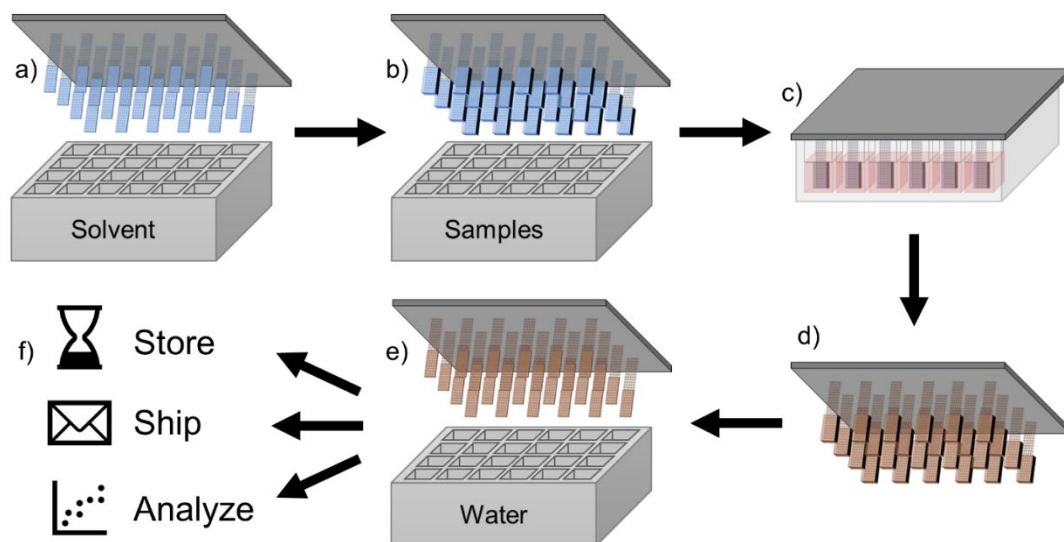 a)
Solvent
b)
Samples
c)
d)
e)
Water
f)
Store
Ship
Analyze